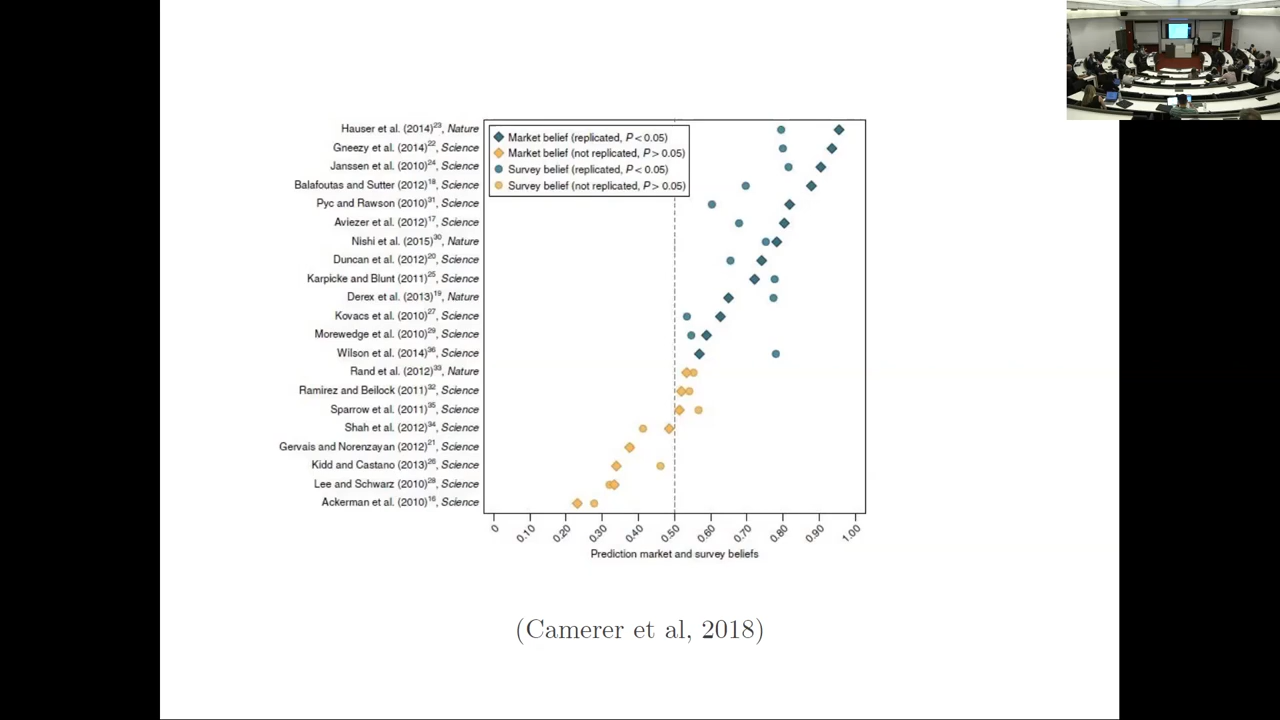 Hauser et al. (2014)23, Nature
Gneezy et al. (2014)22, Science
Janssen et al. (2010)24, Science
Balafoutas and Sutter (2012)18, Science
Pyc and Rawson (2010)31, Science
Aviezer et al. (2012)17, Science
Nishi et al. (2015)30, Nature
Duncan et al. (2012)20, Science
Karpicke and Blunt (2011)25, Science
Derex et al. (2013)19, Nature
Kovacs et al. (2010)27, Science
Morewedge et al. (2010)29, Science
Wilson et al. (2014)36, Science
Rand et al. (2012)33, Nature
Ramirez and Beilock (2011)32, Science
Sparrow et al. (2011)35, Science
Shah et al. (2012)34, Science
Gervais and Norenzayan (2012)21, Science
Kidd and Castano (2013)26, Science
Lee and Schwarz (2010)28, Science
Ackerman et al. (2010)16, Science
Market belief (replicated, P < 0.05)
Market belief (not replicated, P > 0.05)
Survey belief (replicated, P < 0.05)
Survey belief (not replicated, P > 0.05)
0 0.10 0.20 0.30 0.40 0.50 0.60 0.70 0.80 0.90 1.00
Prediction market and survey beliefs
(Camerer et al, 2018)